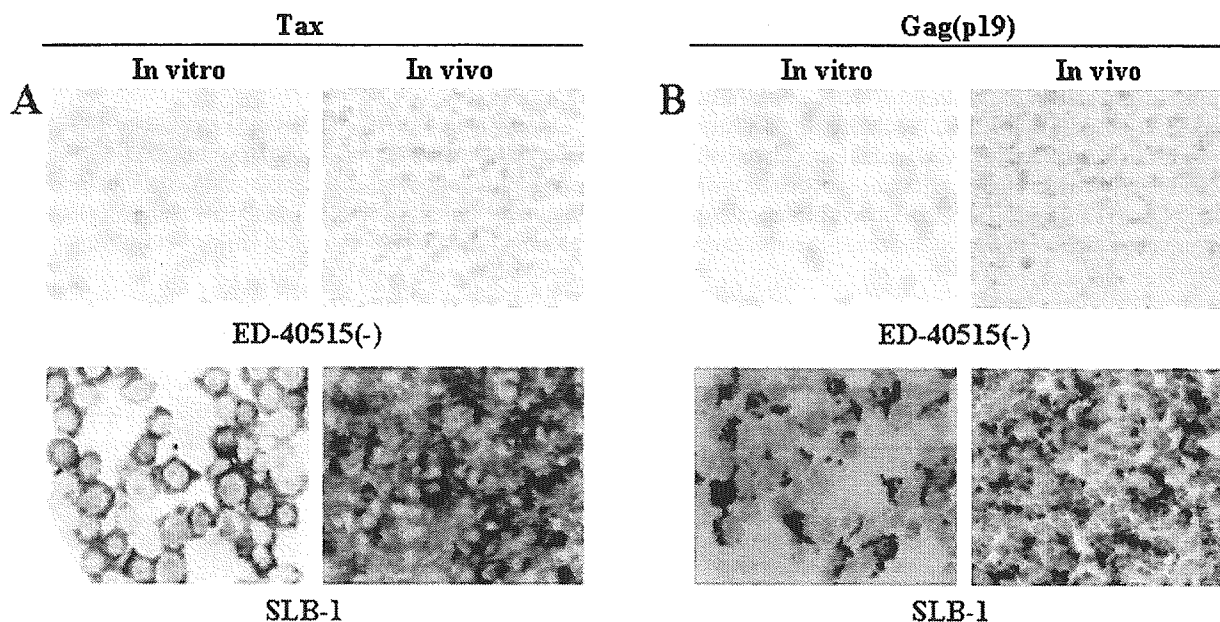 Tax
In vitro In vivo
A
ED-40515(-)
SLB-1
Gag(p19)
In vitro In vivo
B
ED-40515(-)
SLB-1